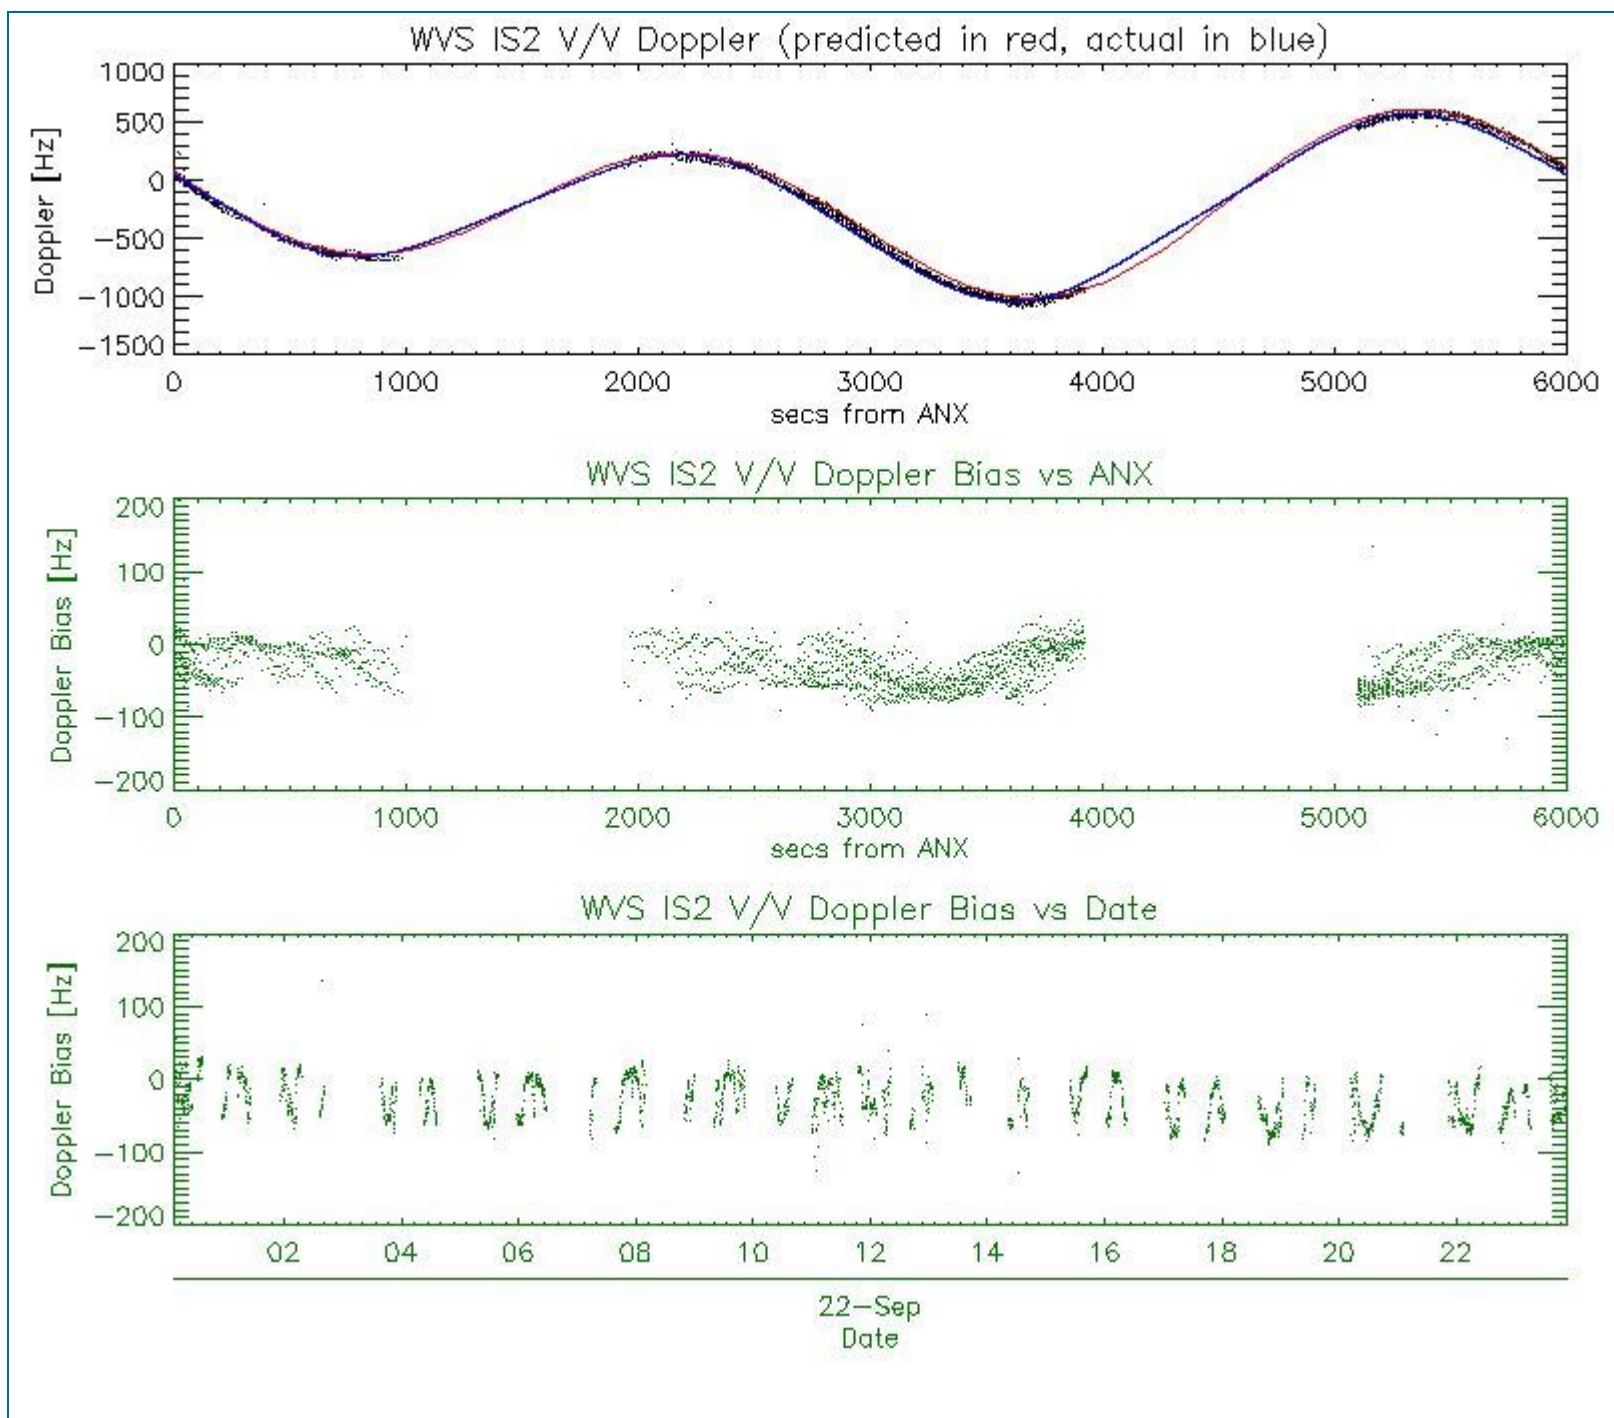 WVS IS2 V/V Doppler (predicted in red, actual in blue)
1000
500
0
-500
-1000
-1500
Doppler [Hz]
0 1000 2000 3000 4000 5000 6000
secs from ANX
WVS IS2 V/V Doppler Bias vs ANX
200
100
0
-100
-200
Doppler Bias [Hz]
0 1000 2000 3000 4000 5000 6000
secs from ANX
WVS IS2 V/V Doppler Bias vs Date
200
100
0
-100
-200
Doppler Bias [Hz]
02 04 06 08 10 12 14 16 18 20 22
22-Sep
Date